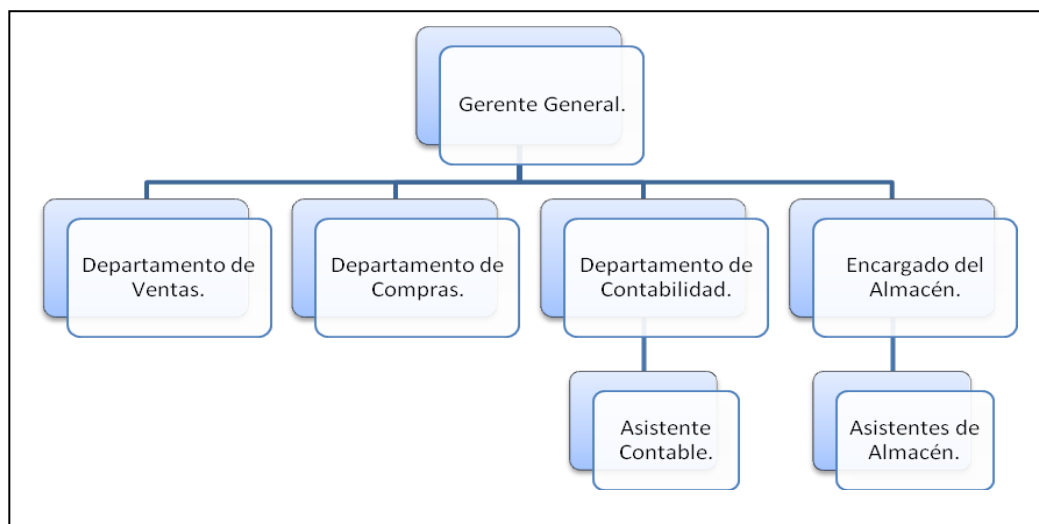 Gerente General.
Departamento de
Ventas.
Departamento de
Compras.
Departamento de
Contabilidad.
Encargado del
Almacén.
Asistente
Contable.
Asistentes de
Almacén.